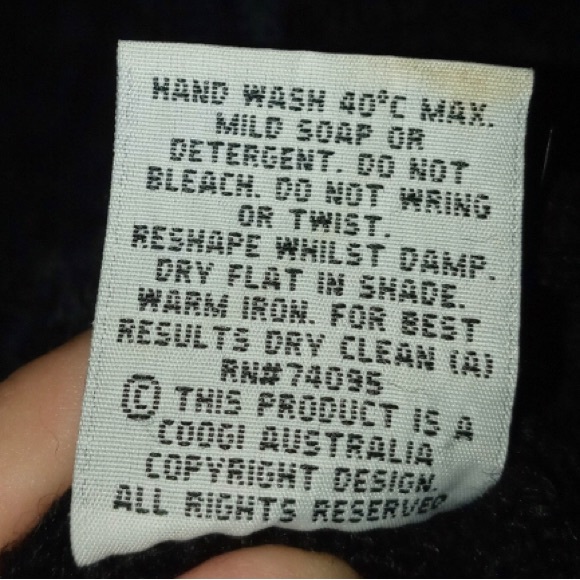 HAND WASH 40°C MAX.
MILD SOAP OR
DETERGENT. DO NOT
BLEACH. DO NOT WRING
OR TWIST.
RESHAPE WHILST DAMP.
DRY FLAT IN SHADE.
WARM IRON. FOR BEST
RESULTS DRY CLEAN (A)
RN#74095
© THIS PRODUCT IS A
COOGI AUSTRALIA
COPYRIGHT DESIGN.
ALL RIGHTS RESERVED